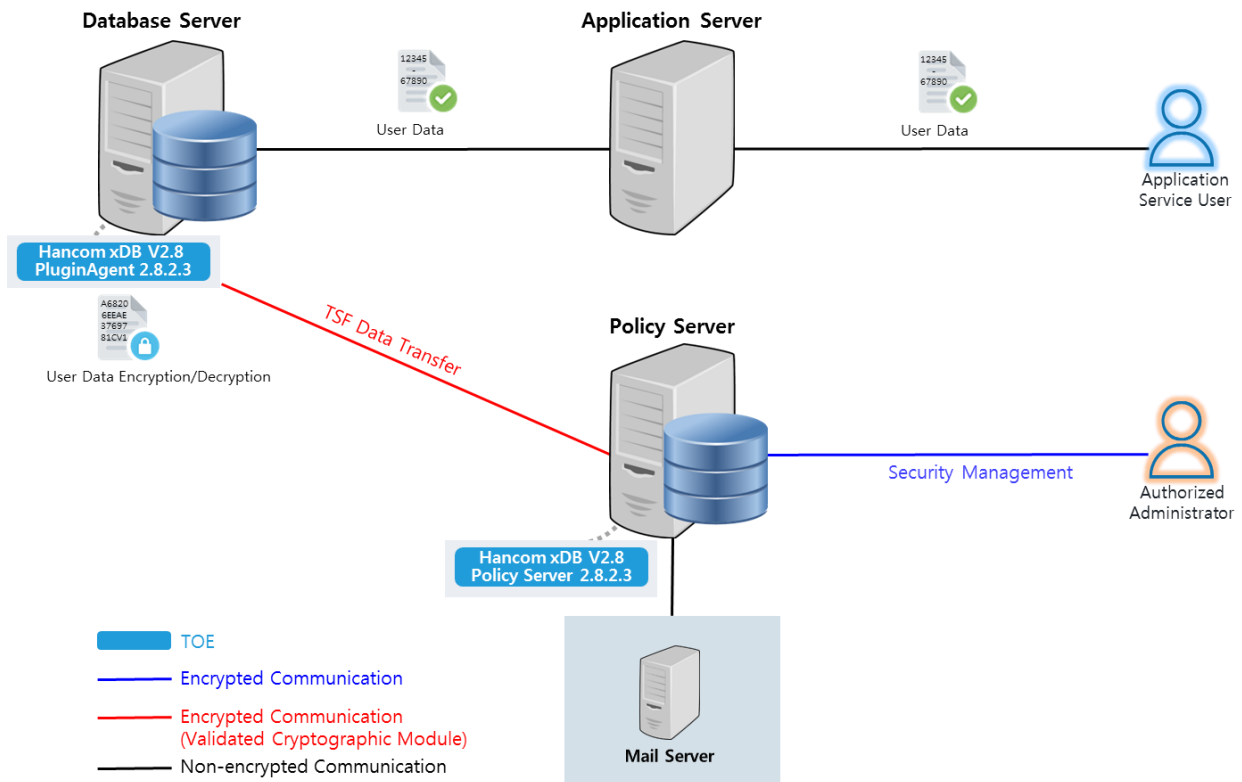 Database Server
Application Server
12345
-
67890
User Data
12345
-
67890
User Data
Application
Service User
Hancom xDB V2.8
PluginAgent 2.8.2.3
A6820
6EEAE
37697
81CV1
User Data Encryption/Decryption
TSF Data Transfer
Policy Server
Security Management
Authorized
Administrator
Hancom xDB V2.8
Policy Server 2.8.2.3
TOE
Encrypted Communication
Encrypted Communication
(Validated Cryptographic Module)
Non-encrypted Communication
Mail Server